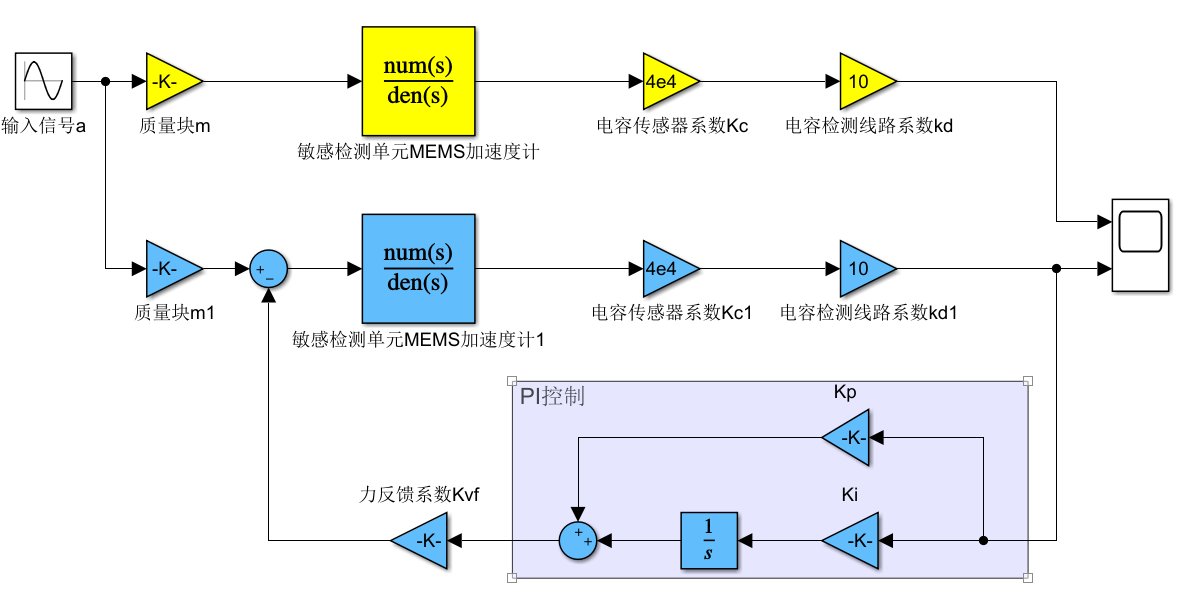 -K-
num(s)
den(s)
4e4
10
输入信号a
质量块m
电容传感器系数Kc
电容检测线路系数kd
敏感检测单元MEMS加速度计
-K-
+
−
num(s)
den(s)
4e4
10
质量块m1
电容传感器系数Kc1
电容检测线路系数kd1
敏感检测单元MEMS加速度计1
PI控制
Kp
-K-
力反馈系数Kvf
Ki
-K-
+
+
1
s
-K-